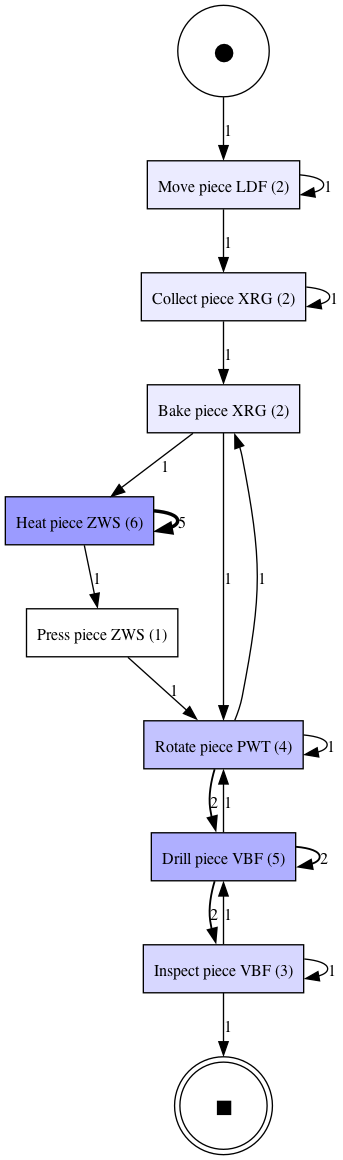 1
Move piece LDF (2)
1
1
Collect piece XRG (2)
1
1
Bake piece XRG (2)
1
Heat piece ZWS (6)
5
1
1
1
Press piece ZWS (1)
1
Rotate piece PWT (4)
1
2
1
Drill piece VBF (5)
2
2
1
Inspect piece VBF (3)
1
1